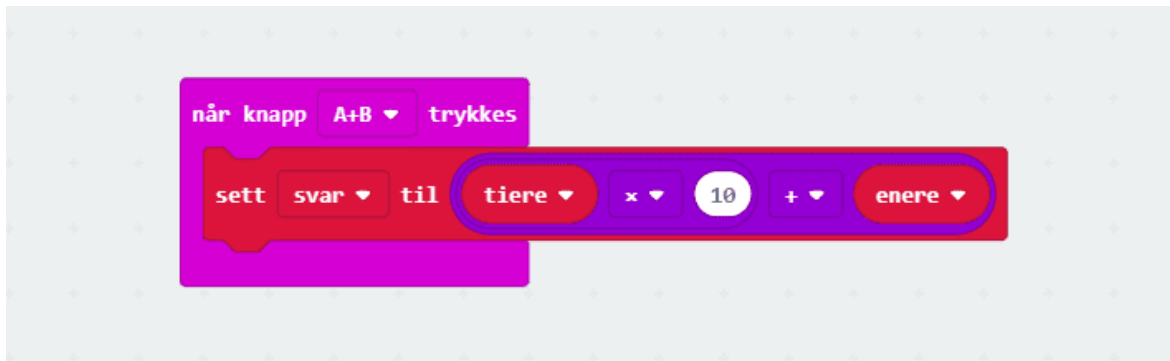 når knapp A+B trykkes
sett svar til tiere × 10 + enere